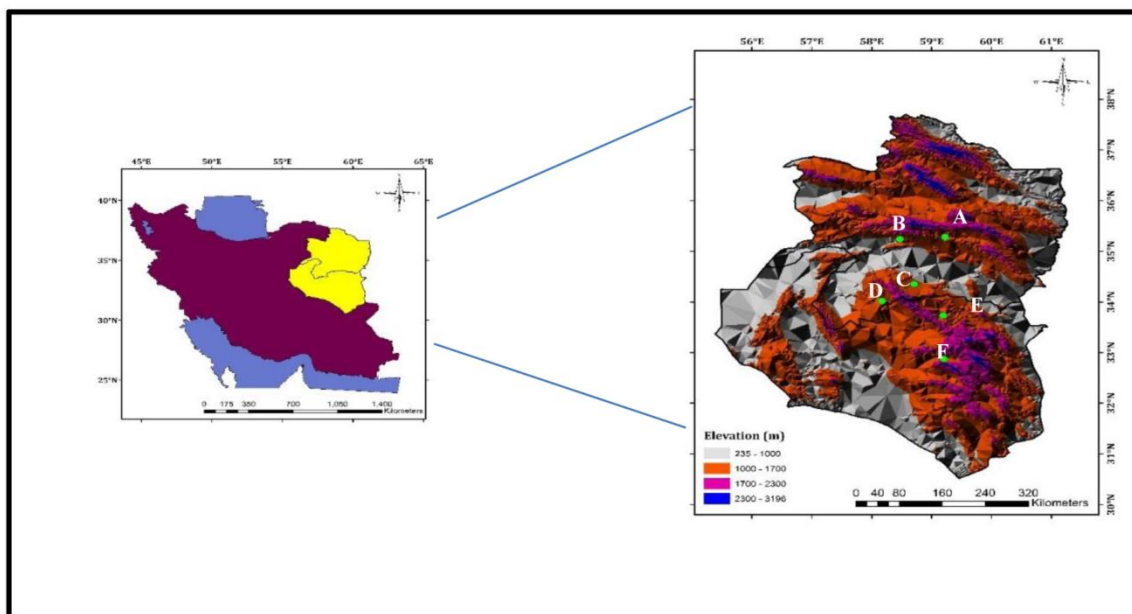 45°E 50°E 55°E 60°E 65°E
40°N
35°N
30°N
25°N
0 175 350 700 1,050 1,400
Kilometers
56°E 57°E 58°E 59°E 60°E 61°E
38°N
37°N
36°N
35°N
34°N
33°N
32°N
31°N
30°N
A
B
C
D
E
F
Elevation (m)
235 - 1000
1000 - 1700
1700 - 2300
2300 - 3196
0 40 80 160 240 320
Kilometers